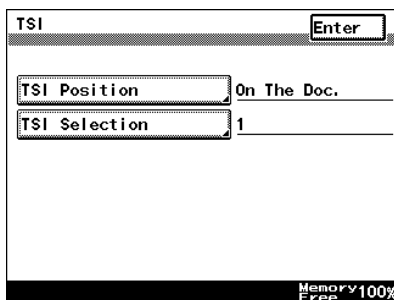 TSI
Enter
TSI Position On The Doc.
TSI Selection 1
Memory Free 100%